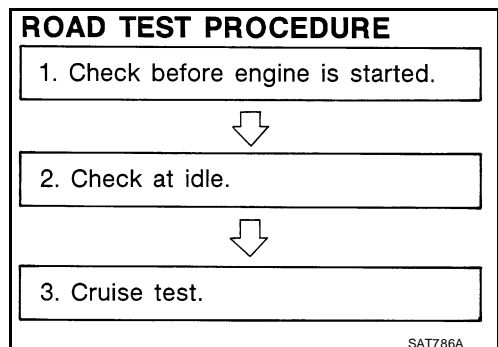 ROAD TEST PROCEDURE
1. Check before engine is started.
2. Check at idle.
3. Cruise test.
SAT786A